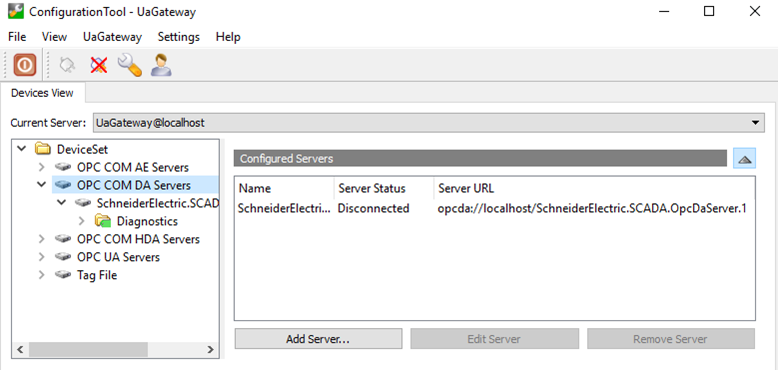 ConfigurationTool - UaGateway
File View UaGateway Settings Help
Devices View
Current Server: UaGateway@localhost
DeviceSet
OPC COM AE Servers
OPC COM DA Servers
SchneiderElectric.SCAD
Diagnostics
OPC COM HDA Servers
OPC UA Servers
Tag File
Configured Servers
Name Server Status Server URL
SchneiderElectri... Disconnected opcda://localhost/SchneiderElectric.SCADA.OpcDaServer.1
Add Server... Edit Server Remove Server